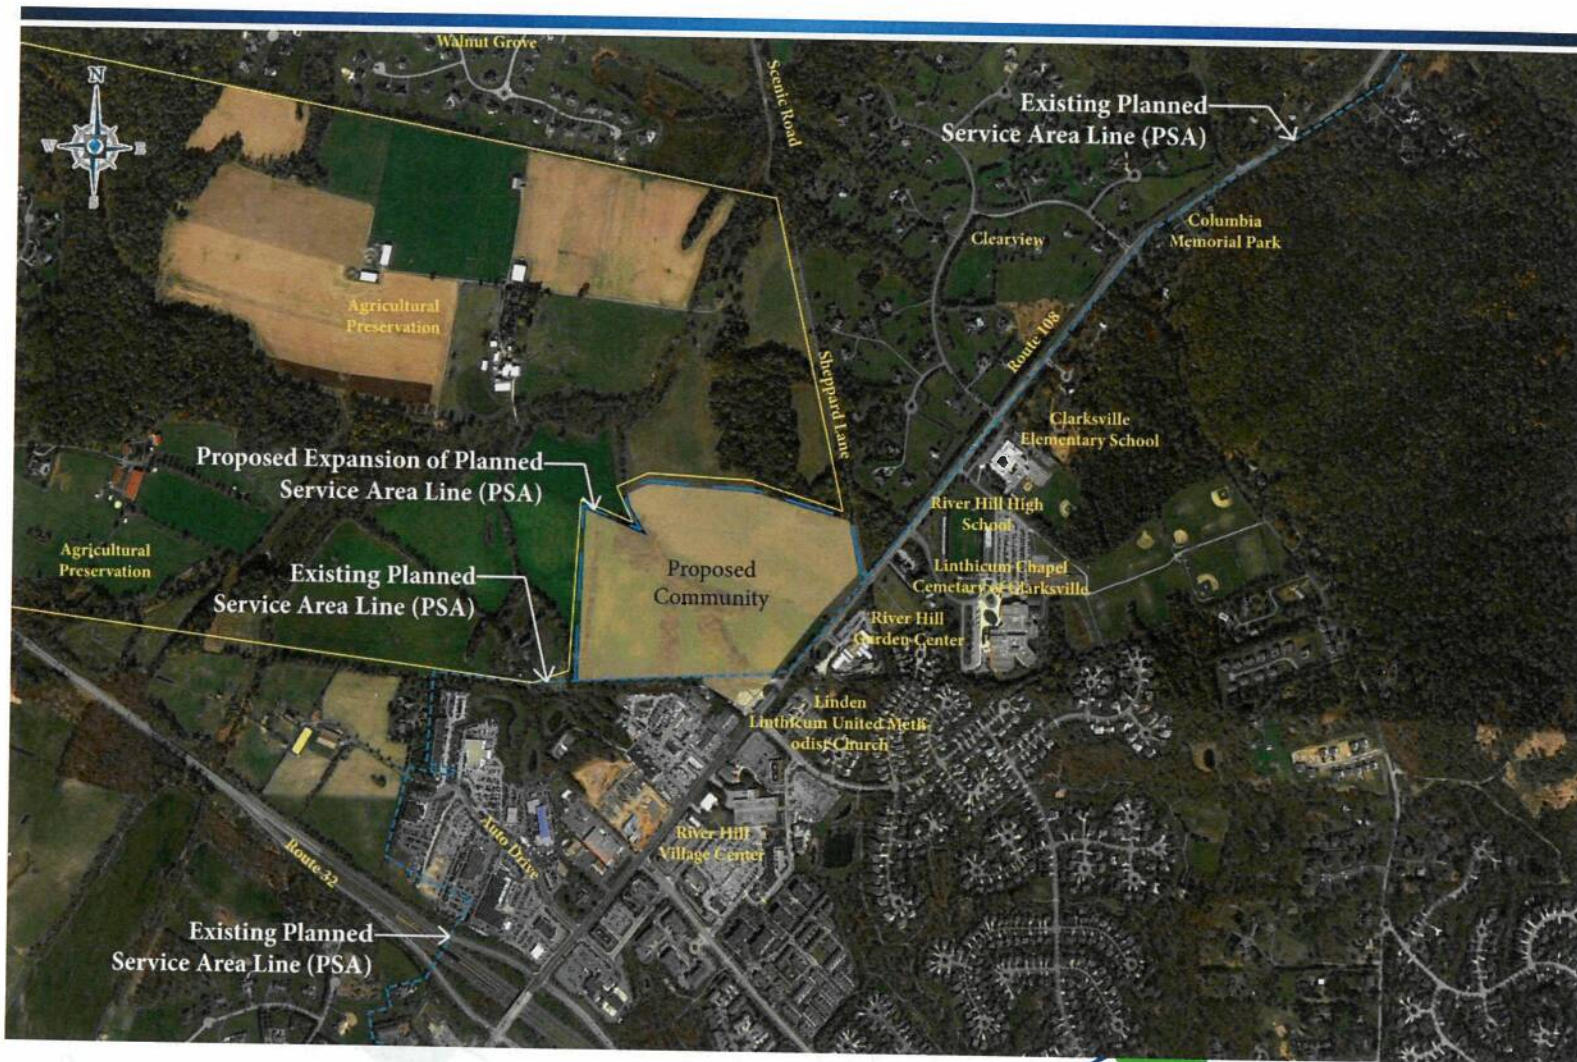 Walnut Grove
N
W
E
S
Scenic Road
Existing Planned
Service Area Line (PSA)
Columbia
Memorial Park
Clearview
Agricultural
Preservation
Route 108
Sheppard Lane
Clarksville
Elementary School
Proposed Expansion of Planned
Service Area Line (PSA)
River Hill High
School
Agricultural
Preservation
Existing Planned
Service Area Line (PSA)
Proposed
Community
Linthicum Chapel
Cemetary of Clarksville
River Hill
Garden Center
Linden
Linthicum United Meth-
odist Church
Auto Drive
River Hill
Village Center
Route 32
Existing Planned
Service Area Line (PSA)